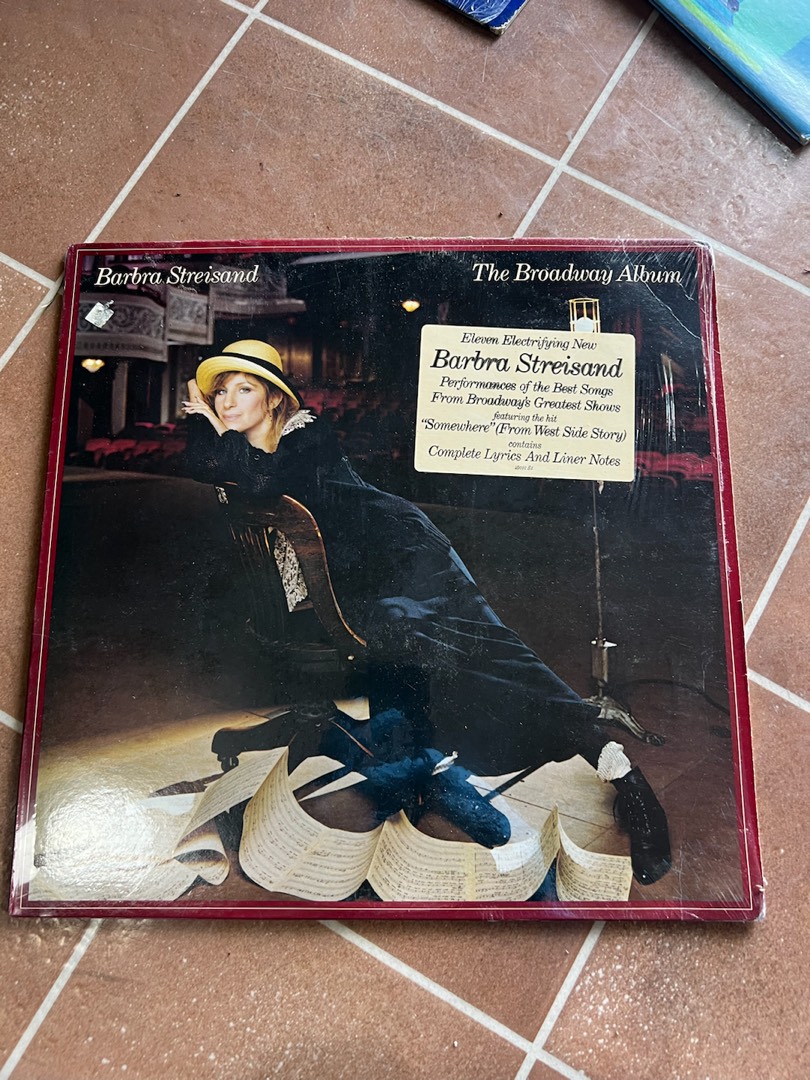 Barbra Streisand
The Broadway Album
Eleven Electrifying New
Barbra Streisand
Performances of the Best Songs
From Broadway's Greatest Shows
featuring the hit
"Somewhere" (From West Side Story)
contains
Complete Lyrics And Liner Notes